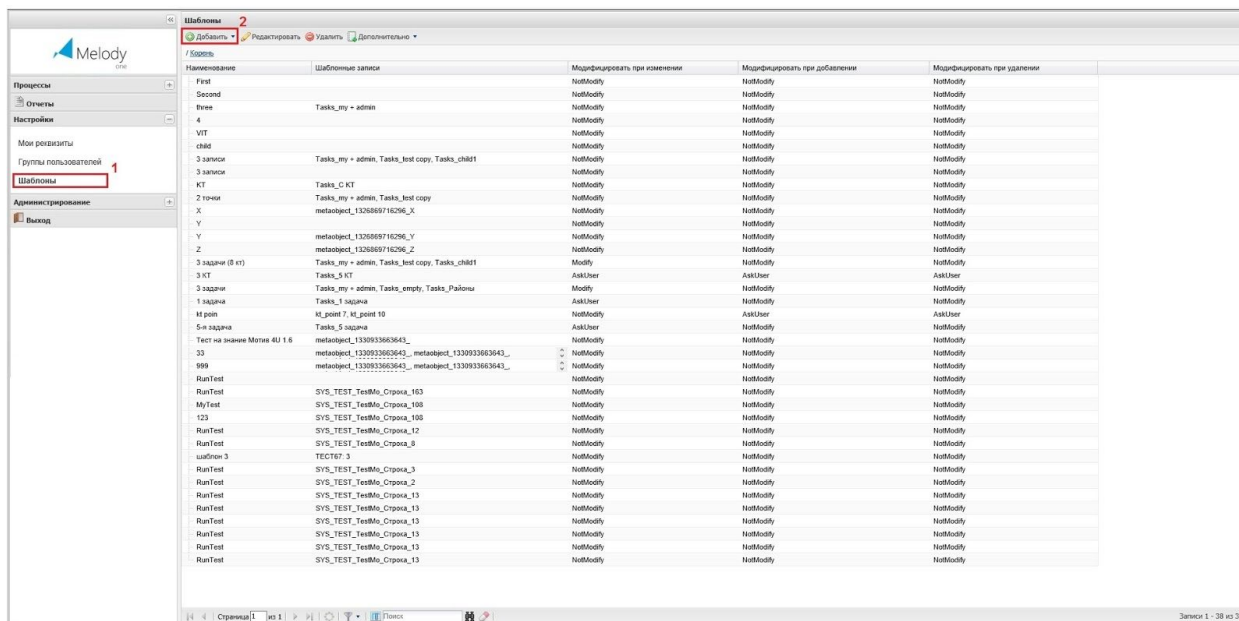 Шаблоны
2
Добавить Редактировать Удалить Дополнительно
/ Корень
Melody
one
Процессы
Отчеты
Настройки
Мои реквизиты
Группы пользователей
1
Шаблоны
Администрирование
Выход
Наименование Шаблонные записи Модифицировать при изменении Модифицировать при добавлении Модифицировать при удалении
First NotModify NotModify NotModify
Second NotModify NotModify NotModify
three Tasks_my + admin NotModify NotModify NotModify
4 NotModify NotModify NotModify
VIT NotModify NotModify NotModify
child NotModify NotModify NotModify
3 записи Tasks_my + admin, Tasks_test copy, Tasks_child1 NotModify NotModify NotModify
3 записи NotModify NotModify NotModify
КТ Tasks_С КТ NotModify NotModify NotModify
2 точки Tasks_my + admin, Tasks_test copy NotModify NotModify NotModify
X metaobject_1326869716296_X NotModify NotModify NotModify
Y NotModify NotModify NotModify
Y metaobject_1326869716296_Y NotModify NotModify NotModify
Z metaobject_1326869716296_Z NotModify NotModify NotModify
3 задачи (8 кт) Tasks_my + admin, Tasks_test copy, Tasks_child1 Modify NotModify NotModify
3 КТ Tasks_5 КТ AskUser AskUser AskUser
3 задачи Tasks_my + admin, Tasks_empty, Tasks_Районы Modify NotModify NotModify
1 задача Tasks_1 задача AskUser NotModify NotModify
kt poin kt_point 7, kt_point 10 NotModify AskUser AskUser
5-я задача Tasks_5 задача AskUser NotModify NotModify
Тест на знание Мотив 4U 1.6 metaobject_1330933663643_ NotModify NotModify NotModify
33 metaobject_1330933663643_, metaobject_1330933663643_, NotModify NotModify NotModify
999 metaobject_1330933663643_, metaobject_1330933663643_, NotModify NotModify NotModify
RunTest NotModify NotModify NotModify
RunTest SYS_TEST_TestMo_Строка_163 NotModify NotModify NotModify
MyTest SYS_TEST_TestMo_Строка_108 NotModify NotModify NotModify
123 SYS_TEST_TestMo_Строка_108 NotModify NotModify NotModify
RunTest SYS_TEST_TestMo_Строка_12 NotModify NotModify NotModify
RunTest SYS_TEST_TestMo_Строка_8 NotModify NotModify NotModify
шаблон 3 ТЕСТ67: 3 NotModify NotModify NotModify
RunTest SYS_TEST_TestMo_Строка_3 NotModify NotModify NotModify
RunTest SYS_TEST_TestMo_Строка_2 NotModify NotModify NotModify
RunTest SYS_TEST_TestMo_Строка_13 NotModify NotModify NotModify
RunTest SYS_TEST_TestMo_Строка_13 NotModify NotModify NotModify
RunTest SYS_TEST_TestMo_Строка_13 NotModify NotModify NotModify
RunTest SYS_TEST_TestMo_Строка_13 NotModify NotModify NotModify
RunTest SYS_TEST_TestMo_Строка_13 NotModify NotModify NotModify
RunTest SYS_TEST_TestMo_Строка_13 NotModify NotModify NotModify
Страница 1 из 1 Поиск Записи 1 - 38 из 3